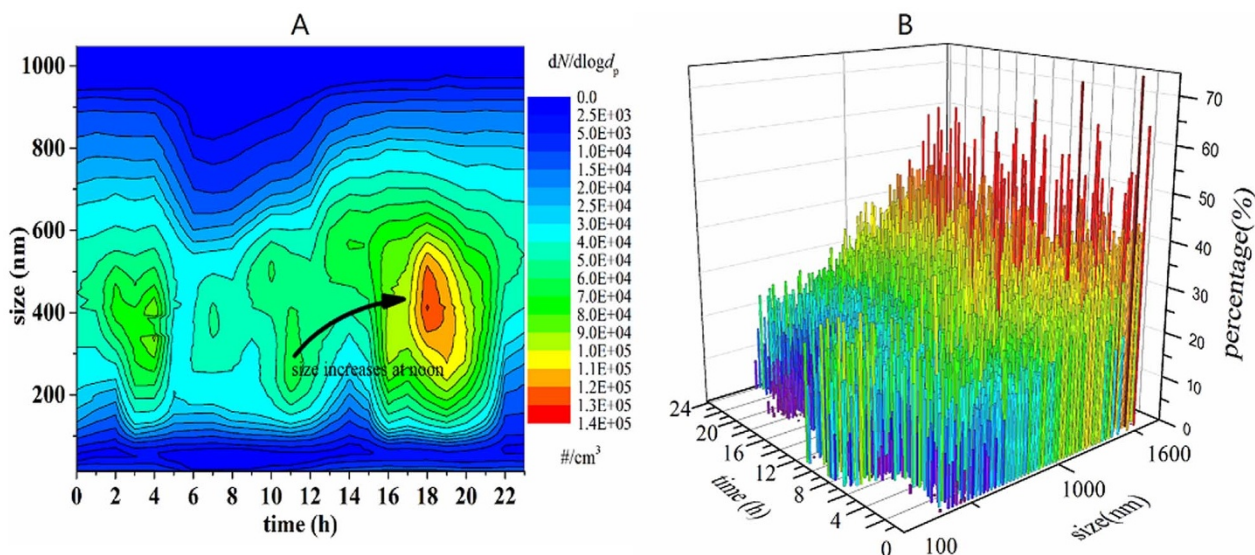 A
B
dN/dlogdp
0.0
2.5E+03
5.0E+03
1.0E+04
1.5E+04
2.0E+04
3.0E+04
4.0E+04
5.0E+04
6.0E+04
7.0E+04
8.0E+04
9.0E+04
1.0E+05
1.1E+05
1.2E+05
1.3E+05
1.4E+05
#/cm³
1000
800
600
400
200
size (nm)
size increases at noon
0 2 4 6 8 10 12 14 16 18 20 22
time (h)
70
60
50
40
30
20
10
0
percentage(%)
24
20
16
12
8
4
0
time (h)
100
1000
1600
size(nm)